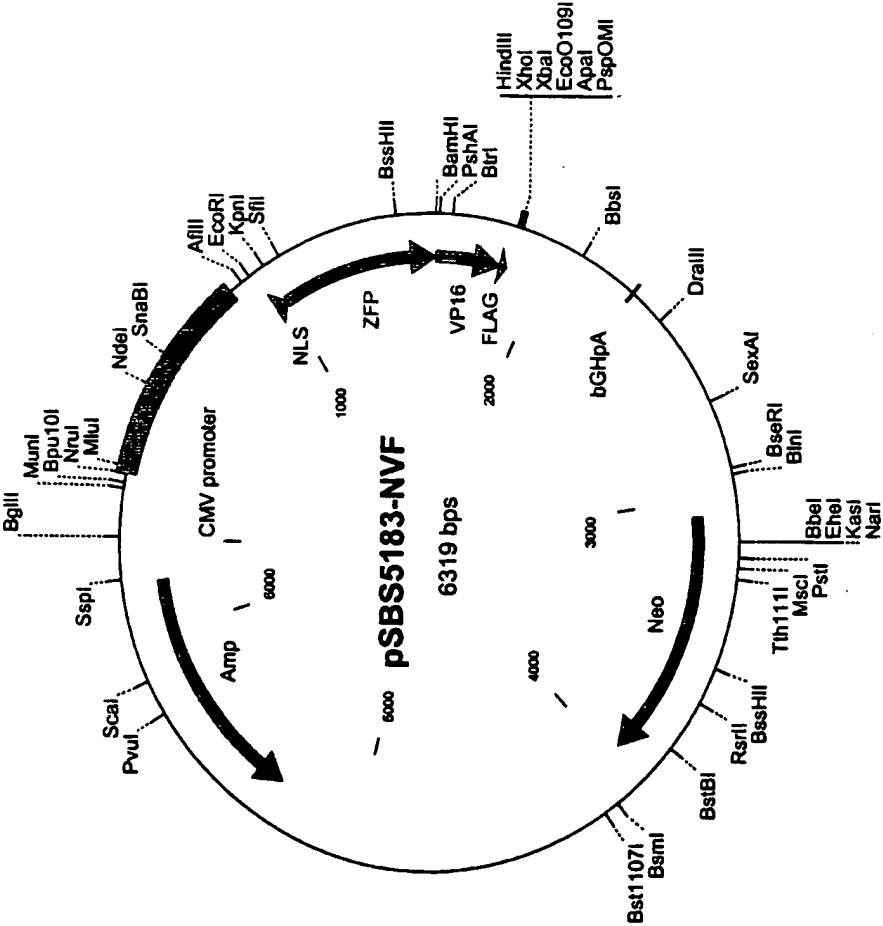 BglII
MunI
Bpu10I
NruI
MluI
NdeI
SnaBI
AflII
EcoRI
KpnI
SfiI
BssHII
BamHI
PshAI
BtrI
HindIII
XhoI
XbaI
EcoO109I
ApaI
PspOMI
BbsI
DraIII
SexAI
BseRI
BlnI
BbeI
EheI
KasI
NarI
PstI
MscI
Tth111I
BssHII
RsrII
BstBI
BsmI
Bst1107I
PvuI
ScaI
SspI
CMV promoter
NLS
ZFP
VP16
FLAG
bGHpA
Neo
Amp
1000
2000
3000
4000
5000
6000
pSBS5183-NVF
6319 bps